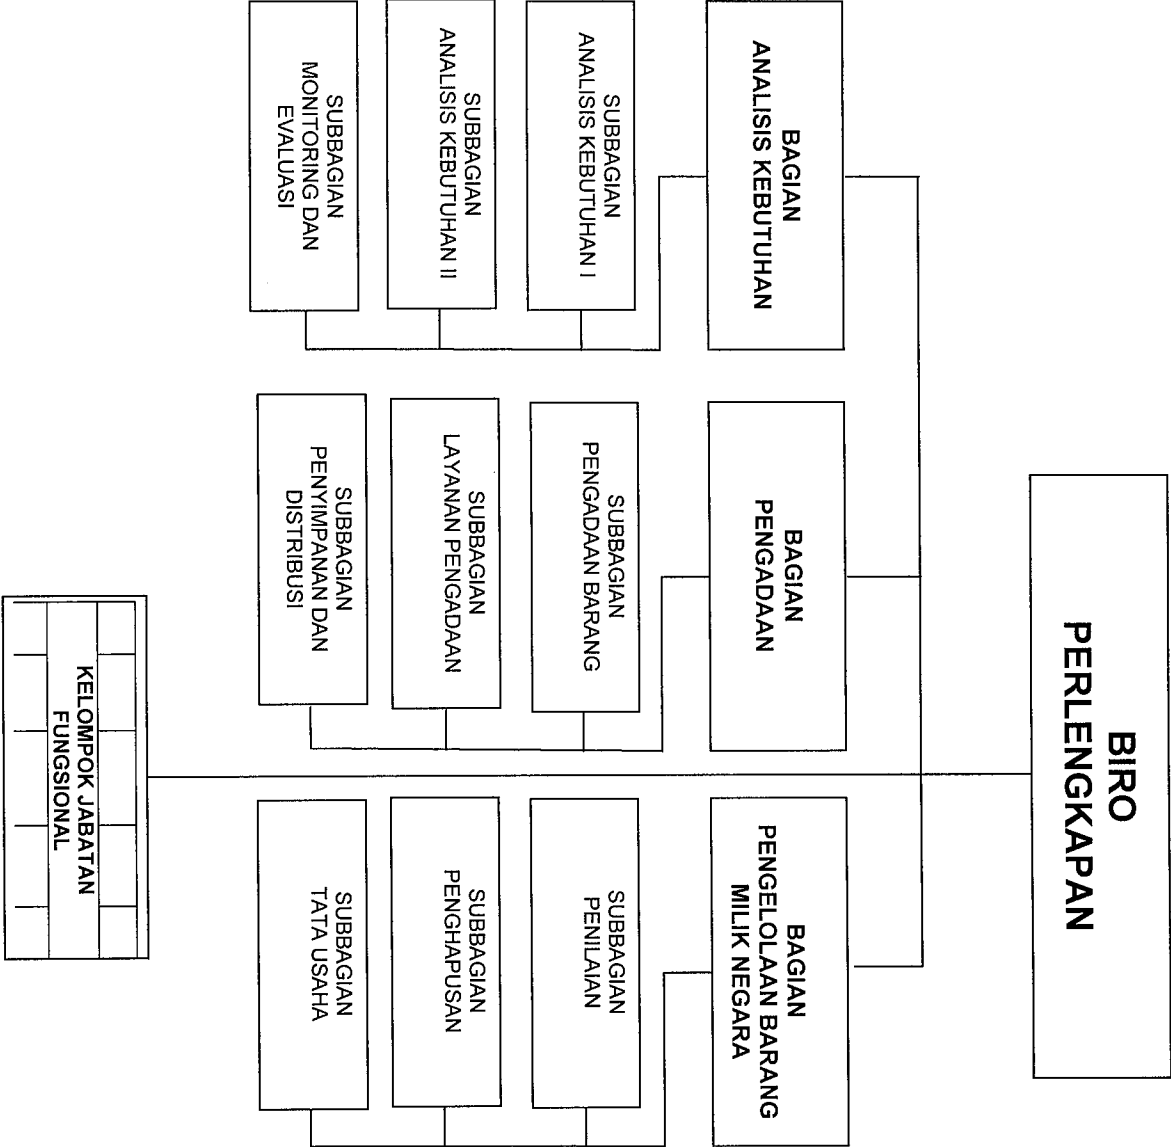 BIRO
PERLENGKAPAN
BAGIAN
ANALISIS KEBUTUHAN
SUBBAGIAN
ANALISIS KEBUTUHAN I
SUBBAGIAN
ANALISIS KEBUTUHAN II
SUBBAGIAN
MONITORING DAN
EVALUASI
BAGIAN
PENGADAAN
SUBBAGIAN
PENGADAAN BARANG
SUBBAGIAN
LAYANAN PENGADAAN
SUBBAGIAN
PENYIMPANAN DAN
DISTRIBUSI
BAGIAN
PENGELOLAAN BARANG
MILIK NEGARA
SUBBAGIAN
PENILAIAN
SUBBAGIAN
PENGHAPUSAN
SUBBAGIAN
TATA USAHA
KELOMPOK JABATAN
FUNGSIONAL